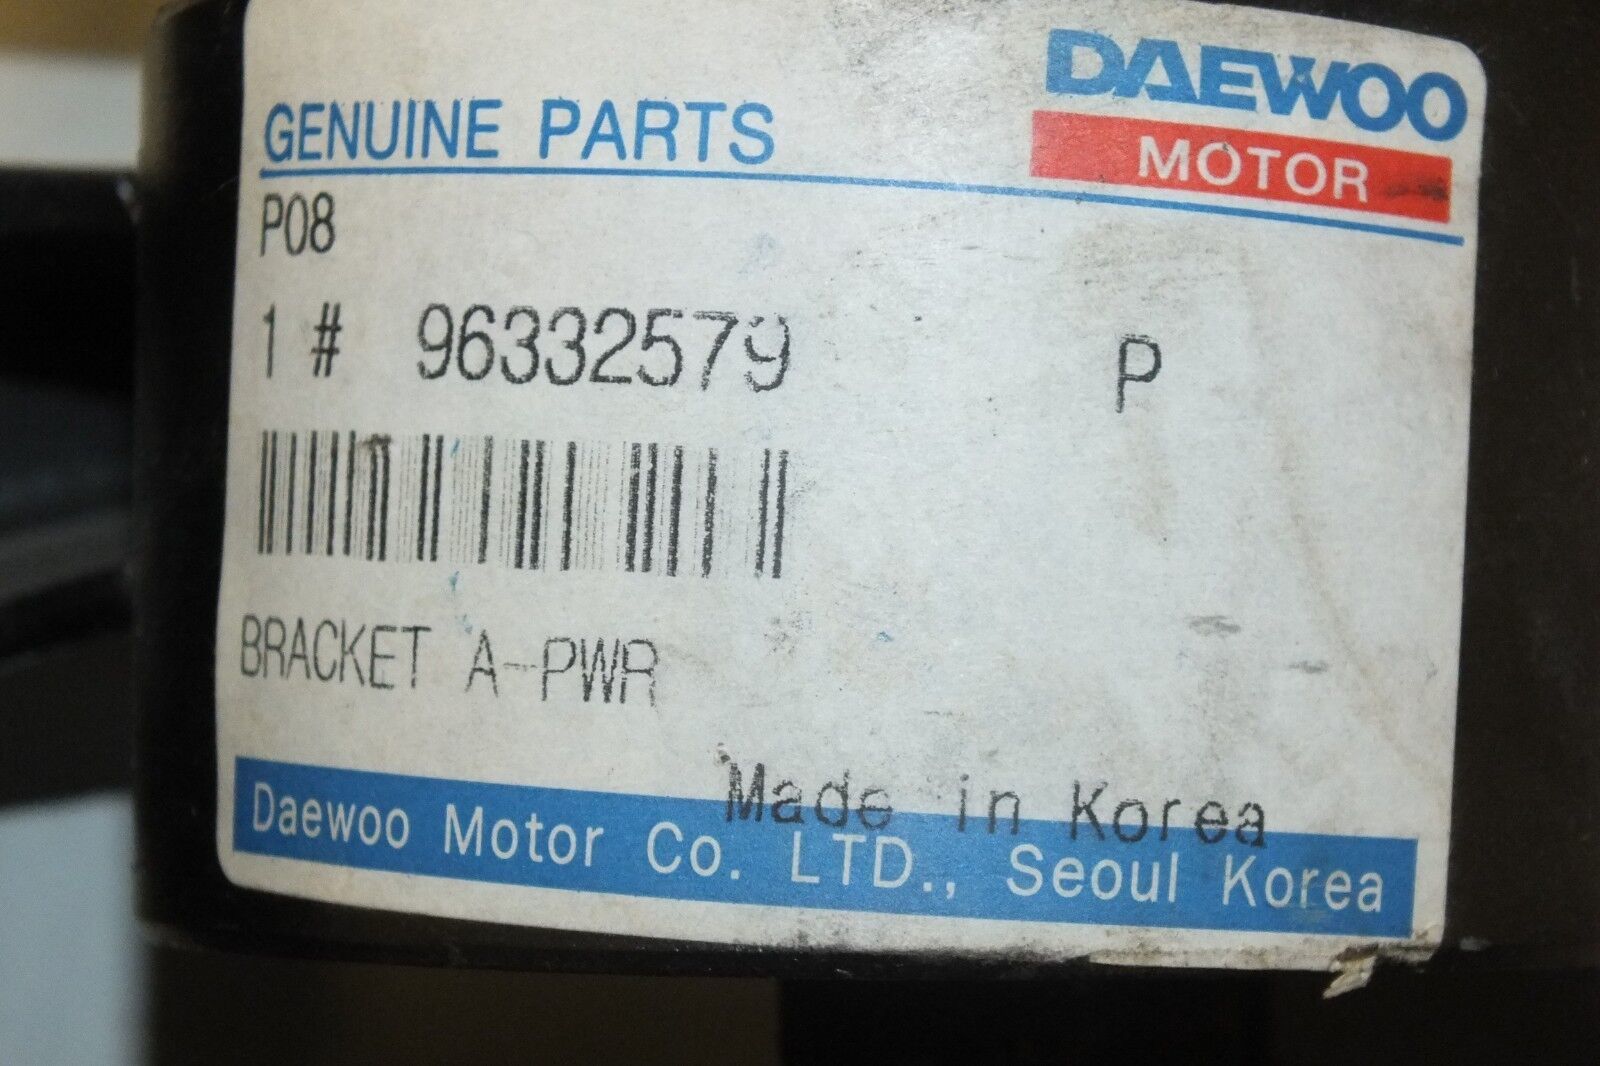 DAEWOO
MOTOR
GENUINE PARTS
P08
1 # 96332579 P
BRACKET A-PWR
Made in Korea
Daewoo Motor Co. LTD., Seoul Korea